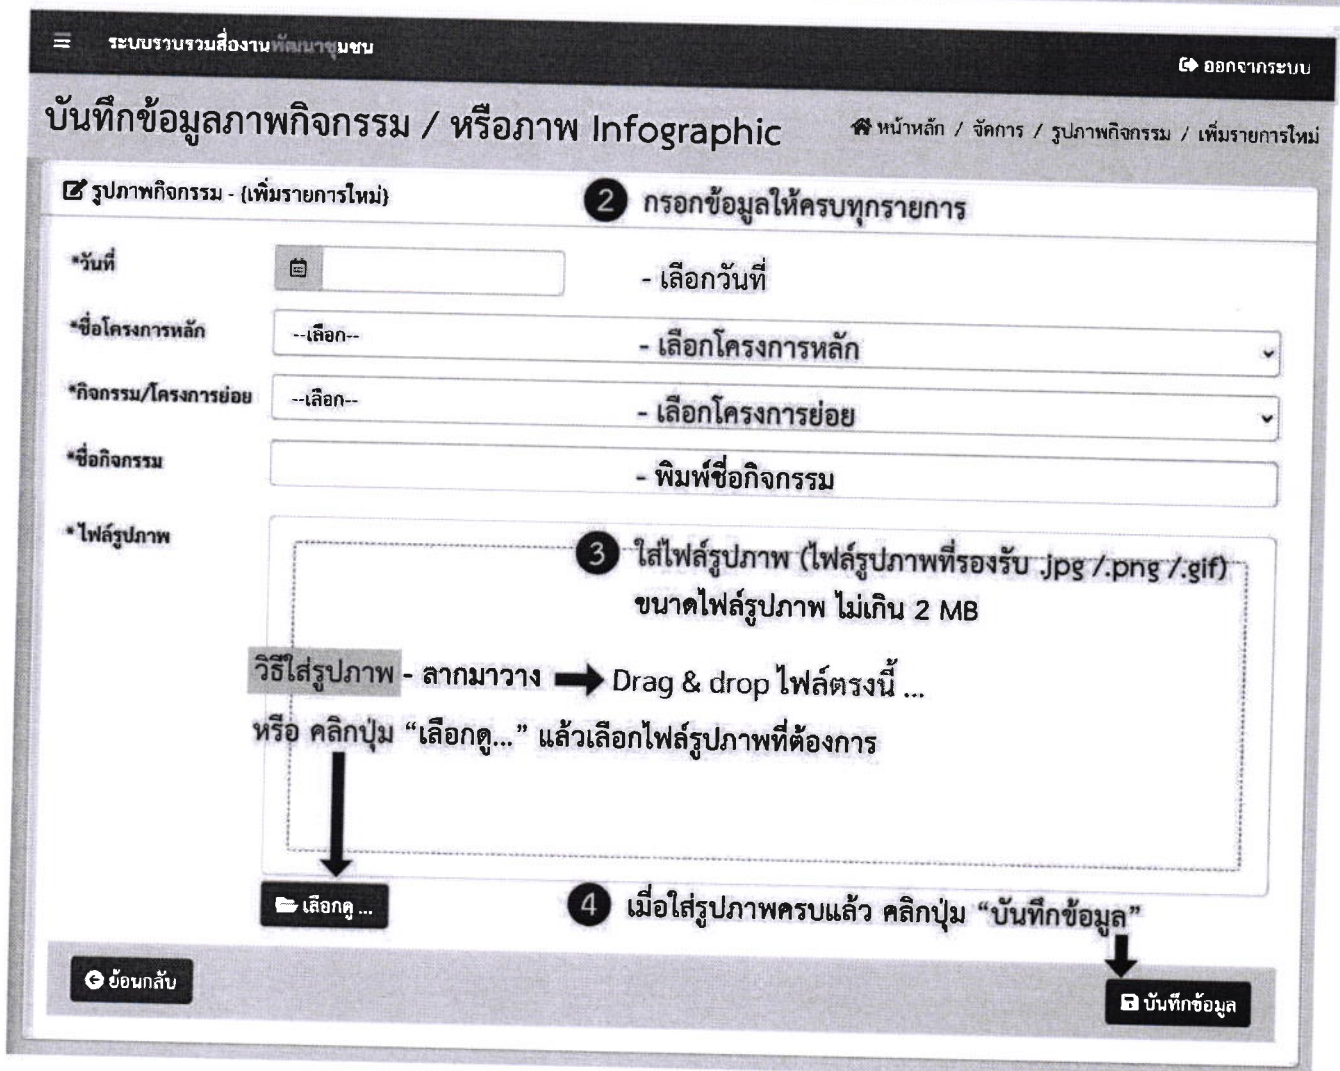 ระบบรวบรวมสื่องานพัฒนาชุมชน
ออกจากระบบ
บันทึกข้อมูลภาพกิจกรรม / หรือภาพ Infographic
หน้าหลัก / จัดการ / รูปภาพกิจกรรม / เพิ่มรายการใหม่
รูปภาพกิจกรรม - {เพิ่มรายการใหม่}
2 กรอกข้อมูลให้ครบทุกรายการ
*วันที่
- เลือกวันที่
*ชื่อโครงการหลัก
--เลือก--
- เลือกโครงการหลัก
*กิจกรรม/โครงการย่อย
--เลือก--
- เลือกโครงการย่อย
*ชื่อกิจกรรม
- พิมพ์ชื่อกิจกรรม
*ไฟล์รูปภาพ
3 ใส่ไฟล์รูปภาพ (ไฟล์รูปภาพที่รองรับ .jpg /.png /.gif)
ขนาดไฟล์รูปภาพ ไม่เกิน 2 MB
วิธีใส่รูปภาพ - ลากมาวาง Drag & drop ไฟล์ตรงนี้ ...
หรือ คลิกปุ่ม “เลือกดู...” แล้วเลือกไฟล์รูปภาพที่ต้องการ
เลือกดู ...
4 เมื่อใส่รูปภาพครบแล้ว คลิกปุ่ม “บันทึกข้อมูล”
ย้อนกลับ
บันทึกข้อมูล